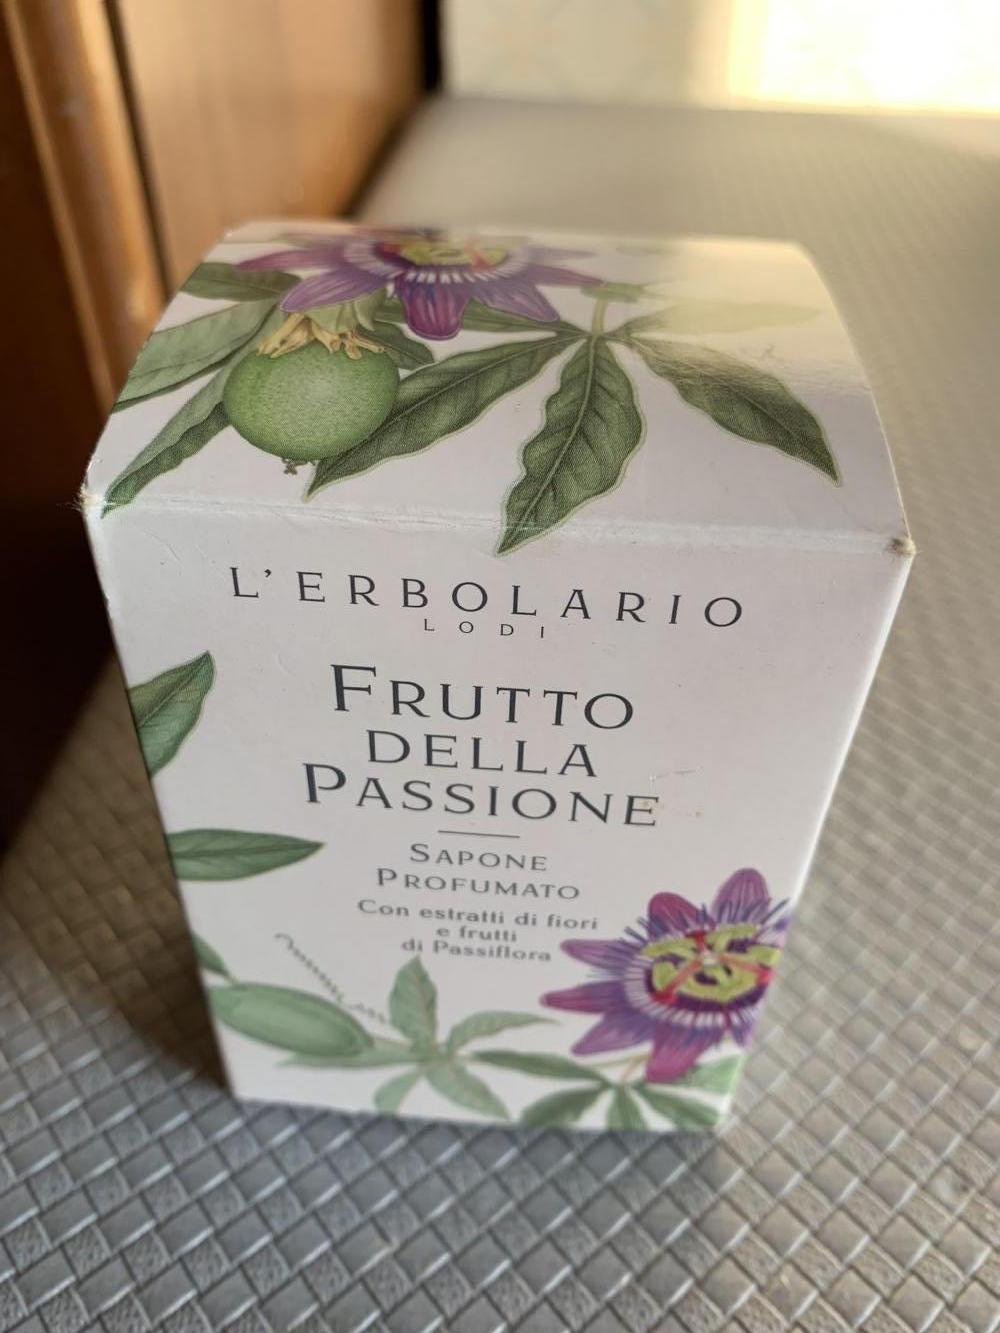 L'ERBOLARIO
LODI
FRUTTO
DELLA
PASSIONE
SAPONE
PROFUMATO
Con estratti di fiori
e frutti
di Passiflora